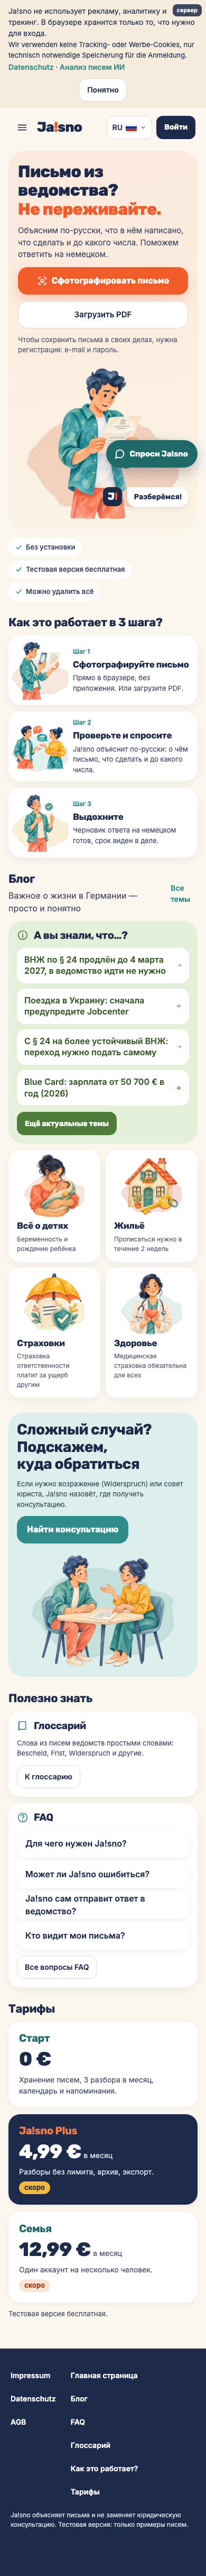 Ja!sno не использует рекламу, аналитику и
трекинг. В браузере хранится только то, что нужно
для входа.
сервер
Wir verwenden keine Tracking- oder Werbe-Cookies, nur
technisch notwendige Speicherung für die Anmeldung.
Datenschutz · Анализ писем ИИ
Понятно
Ja!sno
RU
Войти
Письмо из
ведомства?
Не переживайте.
Объясним по-русски, что в нём написано,
что сделать и до какого числа. Поможем
ответить на немецком.
Сфотографировать письмо
Загрузить PDF
Чтобы сохранить письма в своих делах, нужна
регистрация: e-mail и пароль.
Спроси Ja!sno
J!
Разберёмся!
Без установки
Тестовая версия бесплатная
Можно удалить всё
Как это работает в 3 шага?
Шаг 1
Сфотографируйте письмо
Прямо в браузере, без
приложения. Или загрузите PDF.
Шаг 2
Проверьте и спросите
Ja!sno объяснит по-русски: о чём
письмо, что сделать и до какого
числа.
Шаг 3
Выдохните
Черновик ответа на немецком
готов, срок виден в деле.
Блог
Важное о жизни в Германии —
просто и понятно
Все
темы
А вы знали, что...?
ВНЖ по § 24 продлён до 4 марта
2027, в ведомство идти не нужно
Поездка в Украину: сначала
предупредите Jobcenter
С § 24 на более устойчивый ВНЖ:
переход нужно подать самому
Blue Card: зарплата от 50 700 € в
год (2026)
Ещё актуальные темы
Всё о детях
Беременность и
рождение ребёнка
Жильё
Прописаться нужно в
течение 2 недель
Страховки
Страховка
ответственности
платит за ущерб
другим
Здоровье
Медицинская
страховка обязательна
для всех
Сложный случай?
Подскажем,
куда обратиться
Если нужно возражение (Widerspruch) или совет
юриста, Ja!sno назовёт, где получить
консультацию.
Найти консультацию
Полезно знать
Глоссарий
Слова из писем ведомств простыми словами:
Bescheid, Frist, Widerspruch и другие.
К глоссарию
FAQ
Для чего нужен Ja!sno?
Может ли Ja!sno ошибиться?
Ja!sno сам отправит ответ в
ведомство?
Кто видит мои письма?
Все вопросы FAQ
Тарифы
Старт
0 €
Хранение писем, 3 разбора в месяц,
календарь и напоминания.
Ja!sno Plus
4,99 € в месяц
Разборы без лимита, архив, экспорт.
скоро
Семья
12,99 € в месяц
Один аккаунт на несколько человек.
скоро
Тестовая версия бесплатная.
Impressum
Datenschutz
AGB
Главная страница
Блог
FAQ
Глоссарий
Как это работает?
Тарифы
Ja!sno объясняет письма и не заменяет юридическую
консультацию. Тестовая версия: только примеры писем.